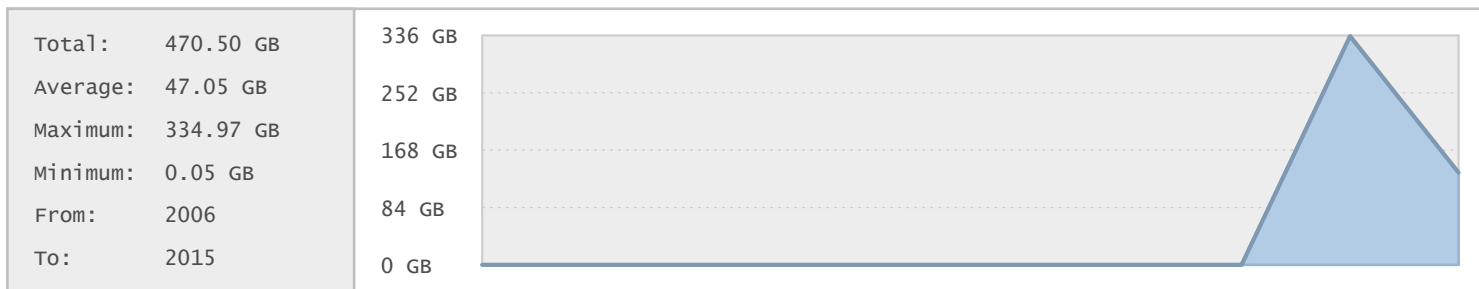 Total: 470.50 GB
Average: 47.05 GB
Maximum: 334.97 GB
Minimum: 0.05 GB
From: 2006
To: 2015
336 GB
252 GB
168 GB
84 GB
0 GB